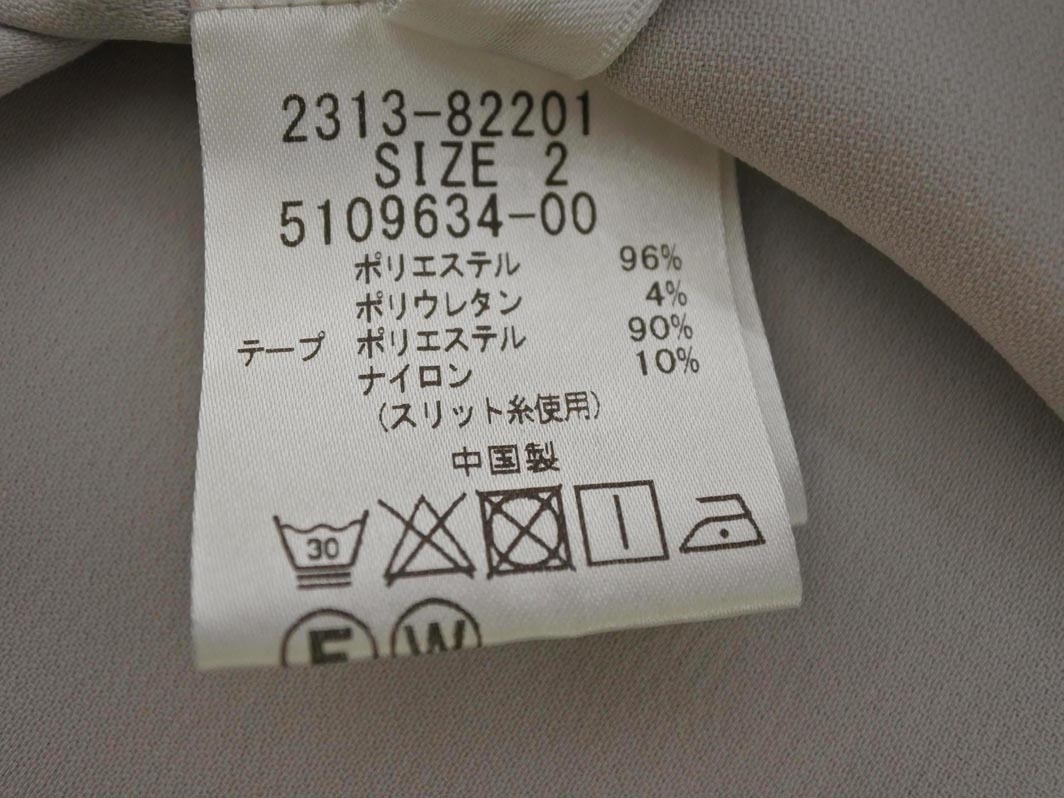 2313-82201
SIZE 2
5109634-00
ポリエステル 96%
ポリウレタン 4%
テープ ポリエステル 90%
ナイロン 10%
(スリット糸使用)
中国製
30
F W